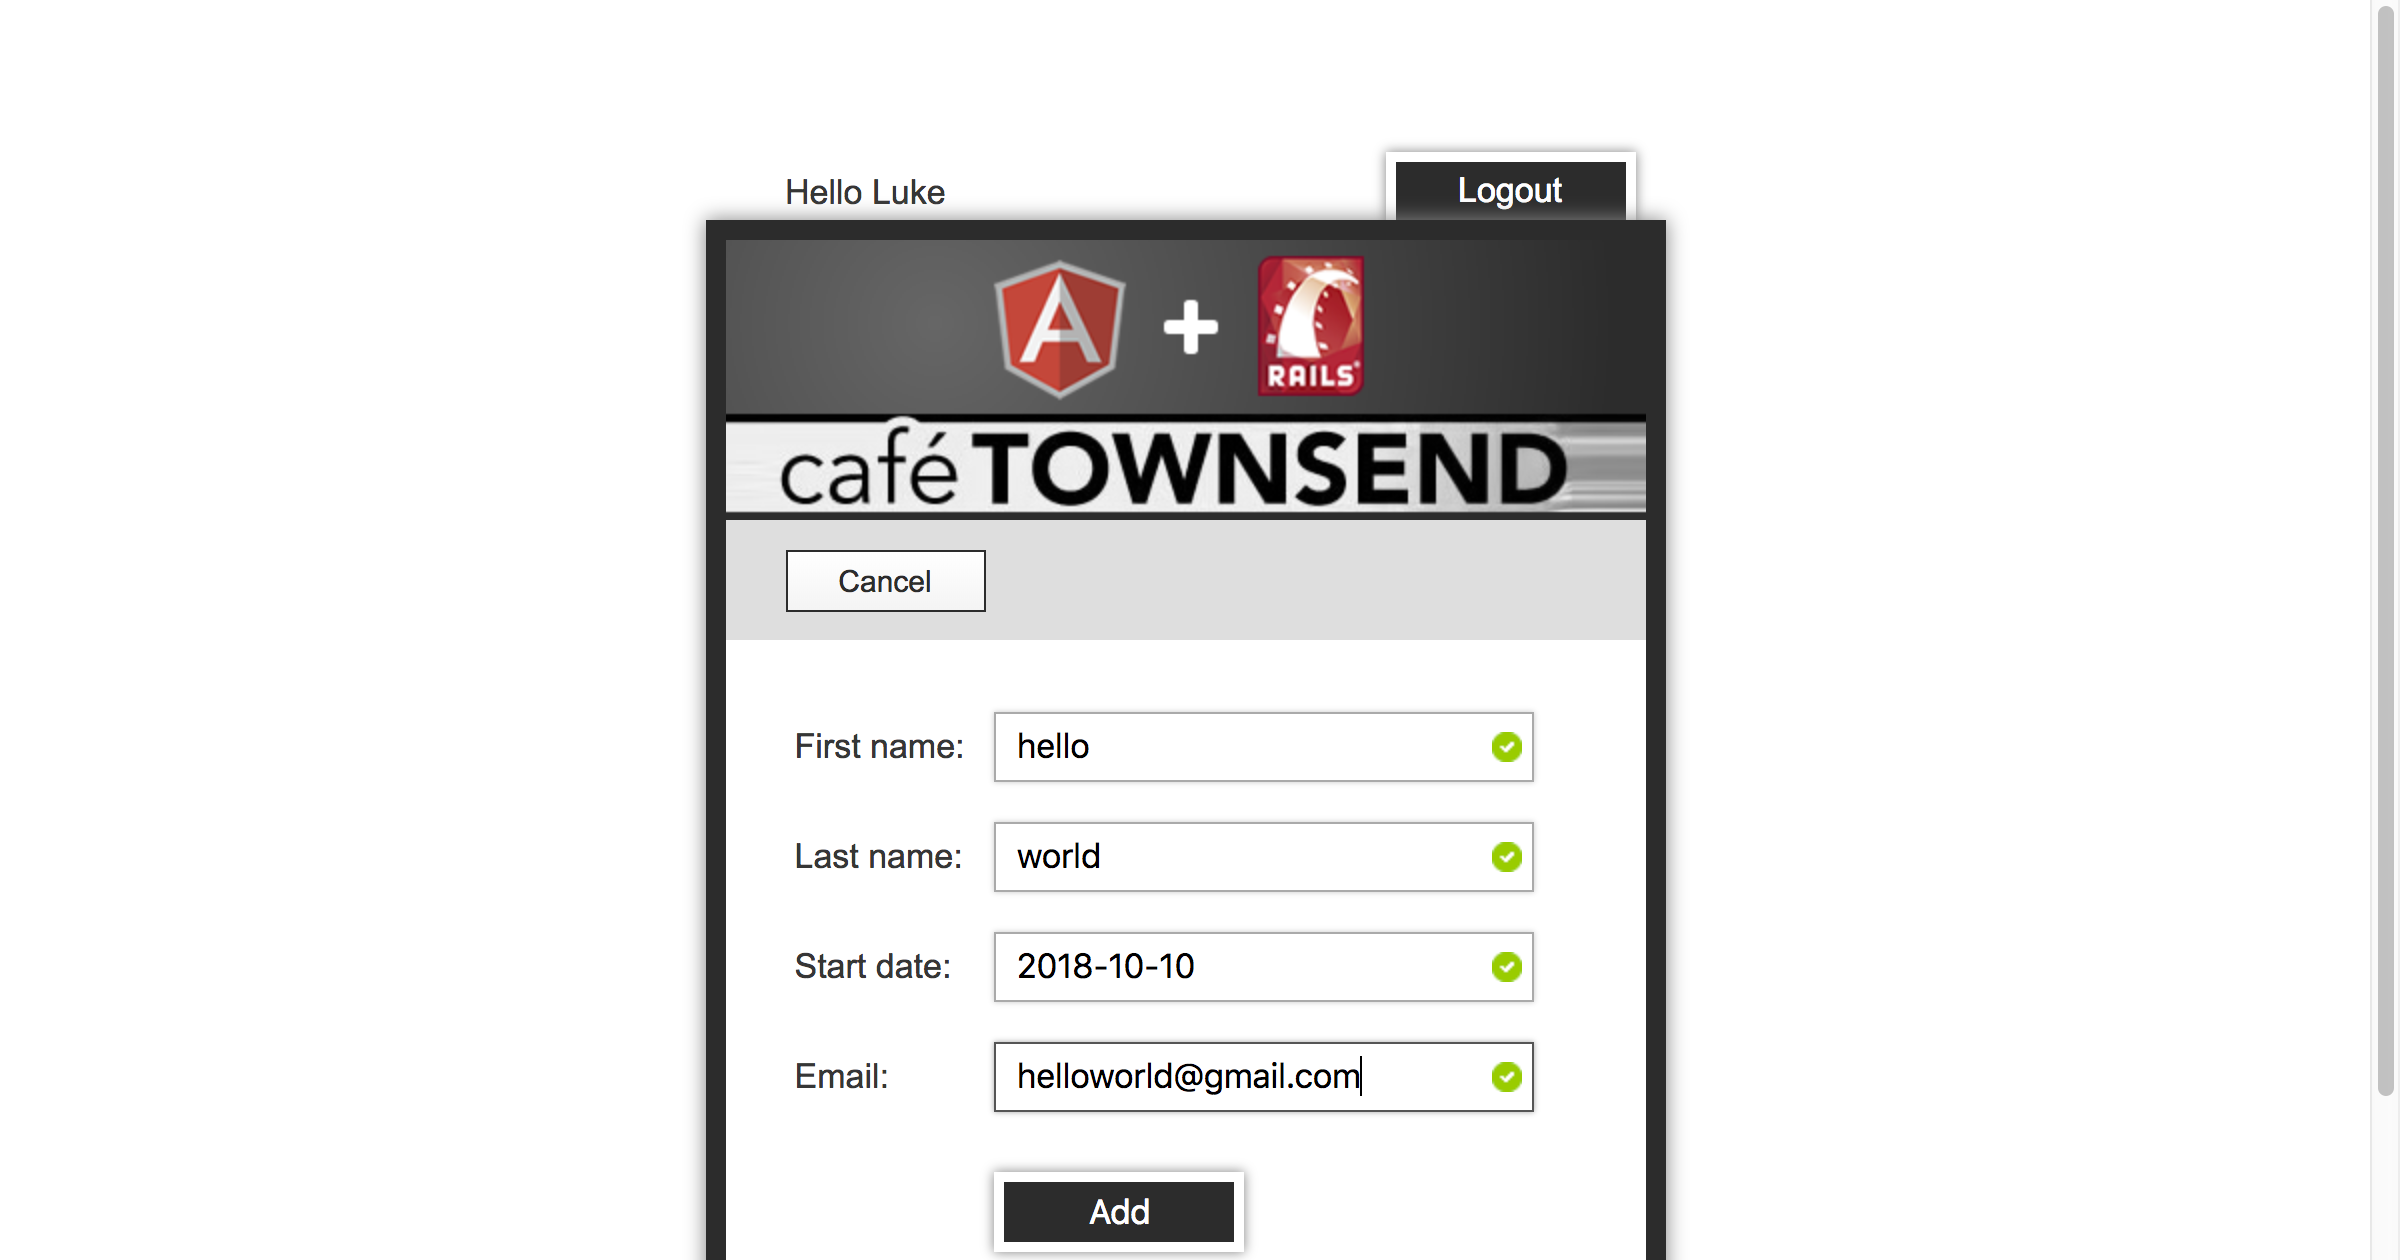 Hello Luke
Logout
RAILS
café TOWNSEND
Cancel
First name: hello
Last name: world
Start date: 2018-10-10
Email: helloworld@gmail.com
Add